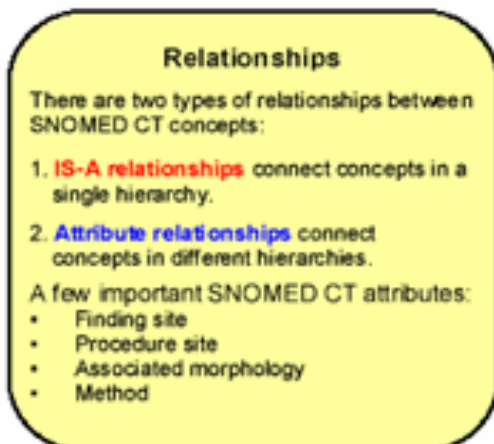 Relationships
There are two types of relationships between
SNOMED CT concepts:
1. IS-A relationships connect concepts in a
single hierarchy.
2. Attribute relationships connect
concepts in different hierarchies.
A few important SNOMED CT attributes:
• Finding site
• Procedure site
• Associated morphology
• Method